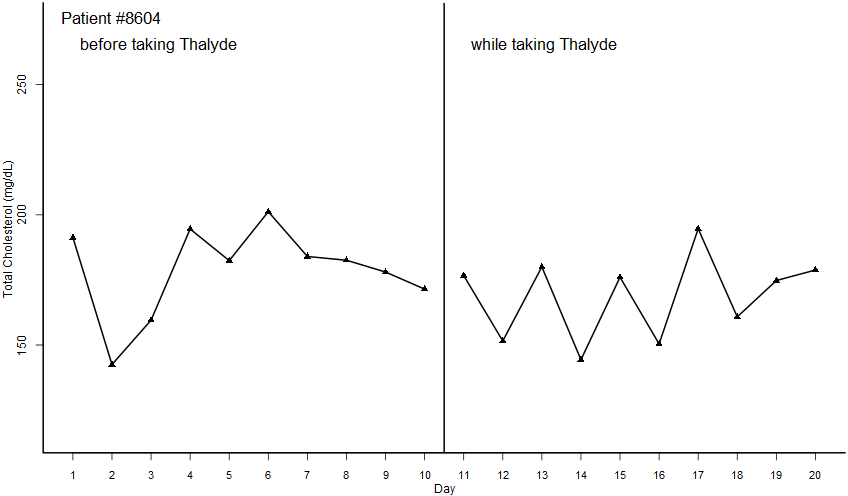 Patient #8604
before taking Thalyde
while taking Thalyde
Total Cholesterol (mg/dL)
250
200
150
1 2 3 4 5 6 7 8 9 10 11 12 13 14 15 16 17 18 19 20
Day